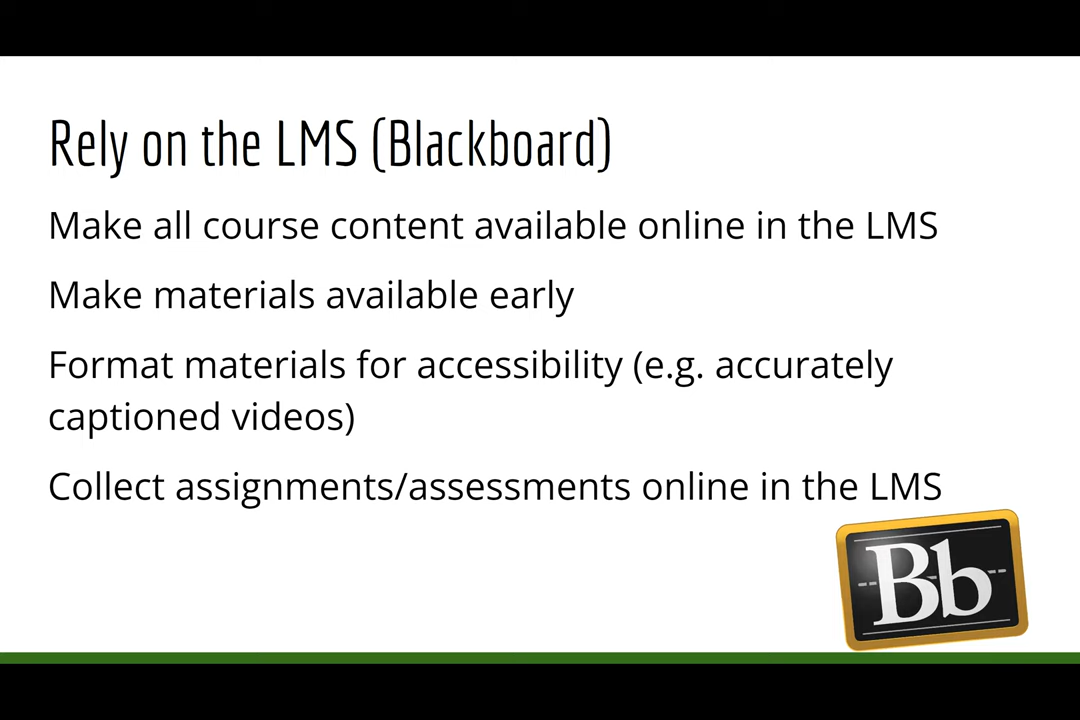 Rely on the LMS (Blackboard)
Make all course content available online in the LMS
Make materials available early
Format materials for accessibility (e.g. accurately
captioned videos)
Collect assignments/assessments online in the LMS
Bb